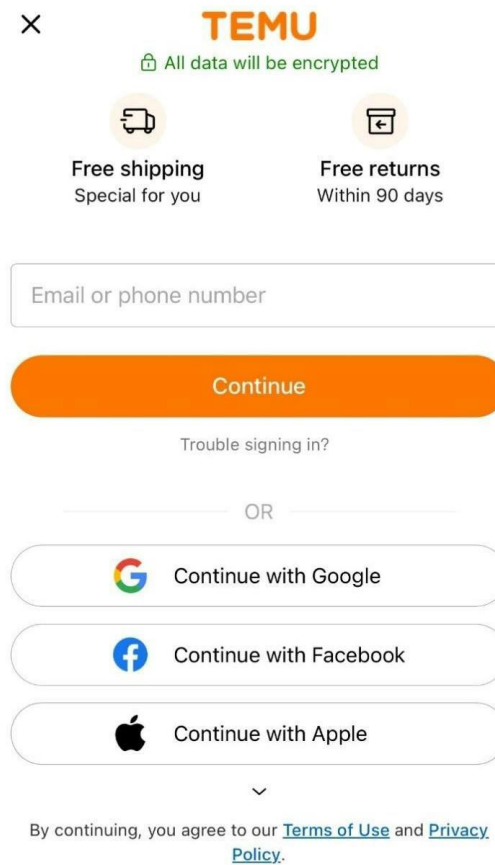 TEMU
All data will be encrypted
Free shipping
Special for you
Free returns
Within 90 days
Email or phone number
Continue
Trouble signing in?
OR
Continue with Google
Continue with Facebook
Continue with Apple
By continuing, you agree to our Terms of Use and Privacy
Policy.